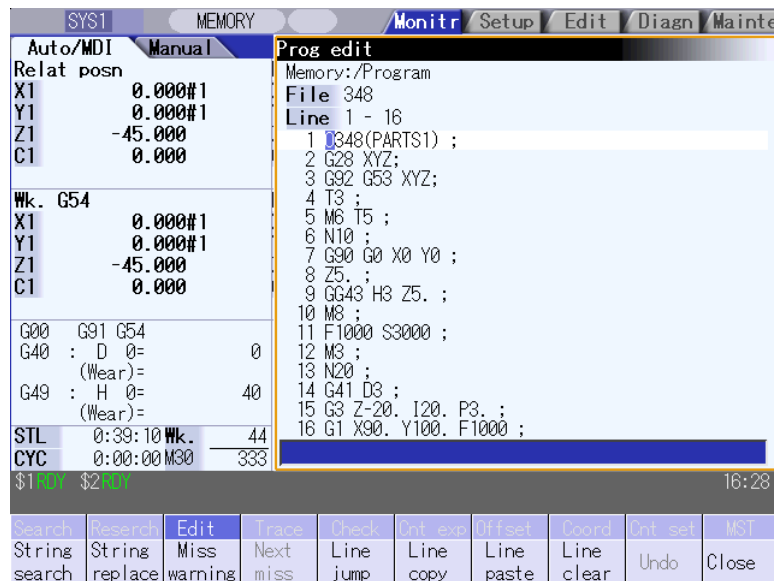 SYS1 MEMORY Monitr Setup Edit Diagn Mainte
Auto/MDI Manual
Relat posn
X1 0.000#1
Y1 0.000#1
Z1 -45.000
C1 0.000
Wk. G54
X1 0.000#1
Y1 0.000#1
Z1 -45.000
C1 0.000
G00 G91 G54
G40 : D 0= 0
(Wear)=
G49 : H 0= 40
(Wear)=
STL 0:39:10 Wk. 44
CYC 0:00:00 M30 333
Prog edit
Memory:/Program
File 348
Line 1 - 16
1 O348(PARTS1) ;
2 G28 XYZ;
3 G92 G53 XYZ;
4 T3 ;
5 M6 T5 ;
6 N10 ;
7 G90 G0 X0 Y0 ;
8 Z5. ;
9 GG43 H3 Z5. ;
10 M8 ;
11 F1000 S3000 ;
12 M3 ;
13 N20 ;
14 G41 D3 ;
15 G3 Z-20. I20. P3. ;
16 G1 X90. Y100. F1000 ;
$1RDY $2RDY 16:28
Search Reserch Edit Trace Check Cnt exp Offset Coord Cnt set MST
String search
String replace
Miss warning
Next miss
Line jump
Line copy
Line paste
Line clear
Undo
Close